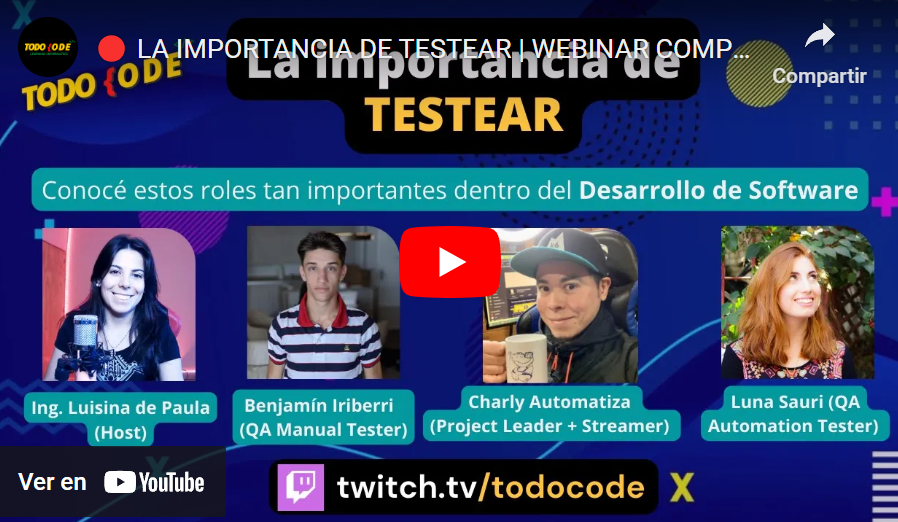 TODO {O D E
🔴 LA IMPORTANCIA DE TESTEAR | WEBINAR COMP...
Compartir
TODO {O D E
La importancia de
TESTEAR
Conocé estos roles tan importantes dentro del Desarrollo de Software
Ing. Luisina de Paula
(Host)
Benjamín Iriberri
(QA Manual Tester)
Charly Automatiza
(Project Leader + Streamer)
Luna Sauri (QA
Automation Tester)
Ver en YouTube
twitch.tv/todocode